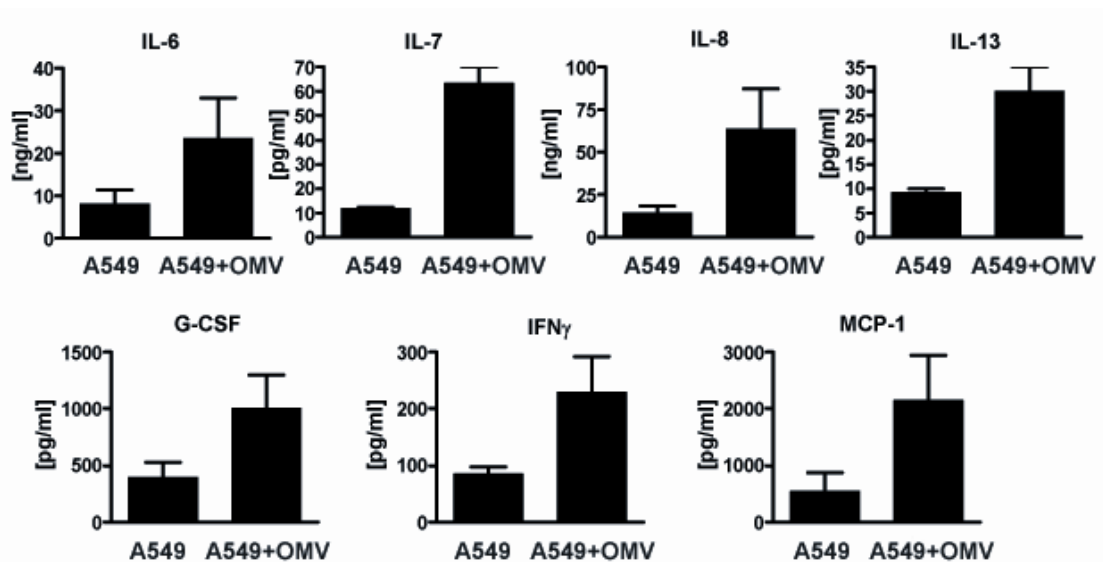 IL-6 IL-7 IL-8 IL-13
40 70 100 35
30 60 75 30
20 50 50 25
10 40 25 20
0 30 0 15
20 10
10 5
0 0
[ng/ml] [pg/ml] [ng/ml] [pg/ml]
A549 A549+OMV A549 A549+OMV A549 A549+OMV A549 A549+OMV
G-CSF IFNγ MCP-1
1500 300 3000
1000 200 2000
500 100 1000
0 0 0
[pg/ml] [pg/ml] [pg/ml]
A549 A549+OMV A549 A549+OMV A549 A549+OMV